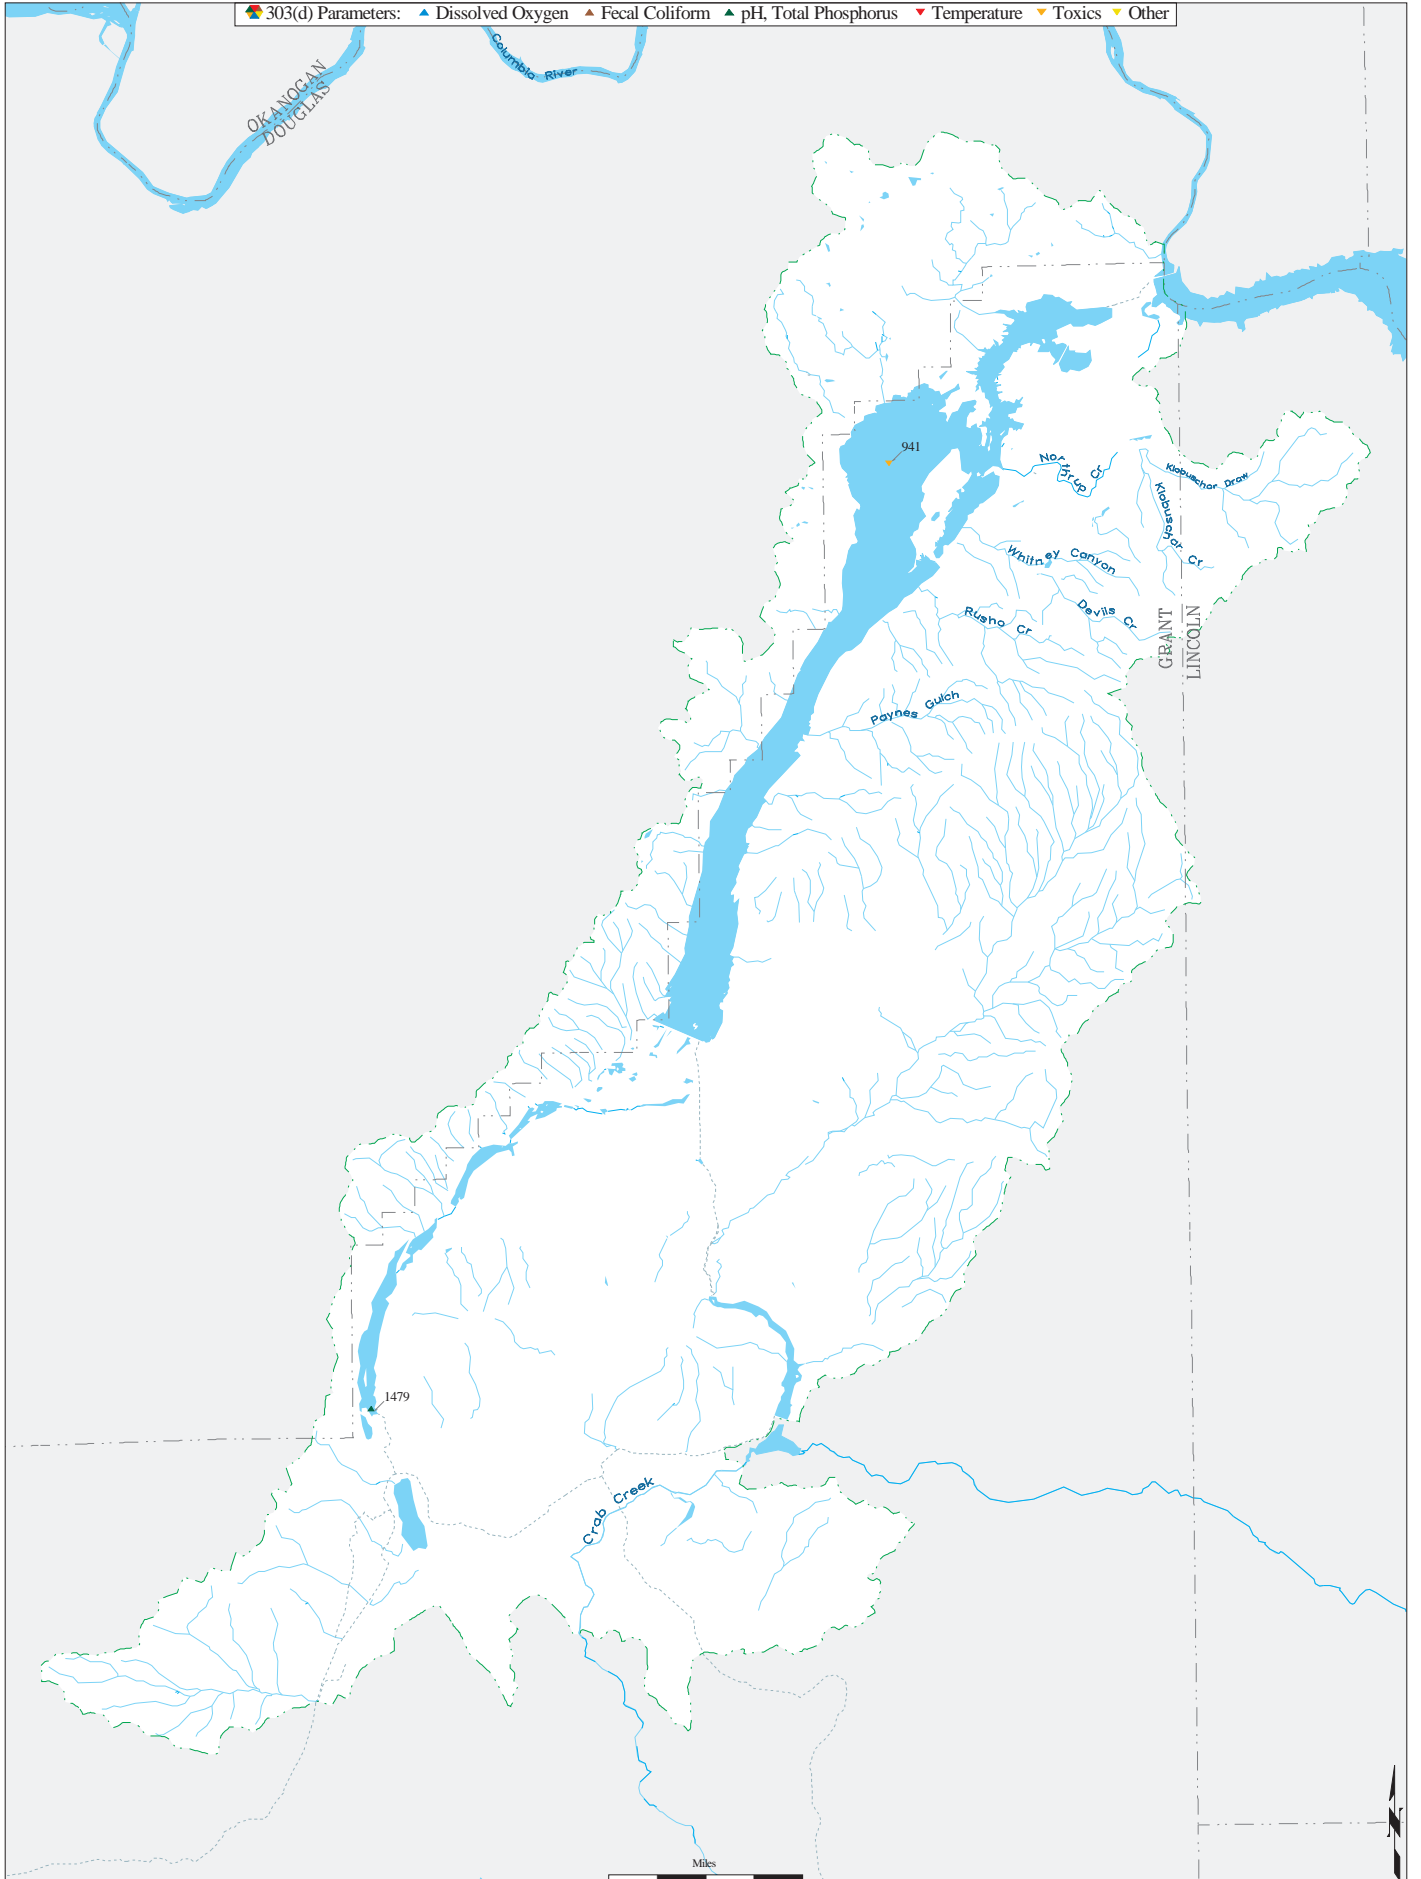 303(d) Parameters: Dissolved Oxygen Fecal Coliform pH, Total Phosphorus Temperature Toxics Other
Columbia River
OKANOGAN
DOUGLAS
941
Northrup Cr
Klobuschar Draw
Klobuschar Cr
Whitney Canyon
Devils Cr
Rusho Cr
GRANT
LINCOLN
Paynes Gulch
1479
Crab Creek
N
Miles